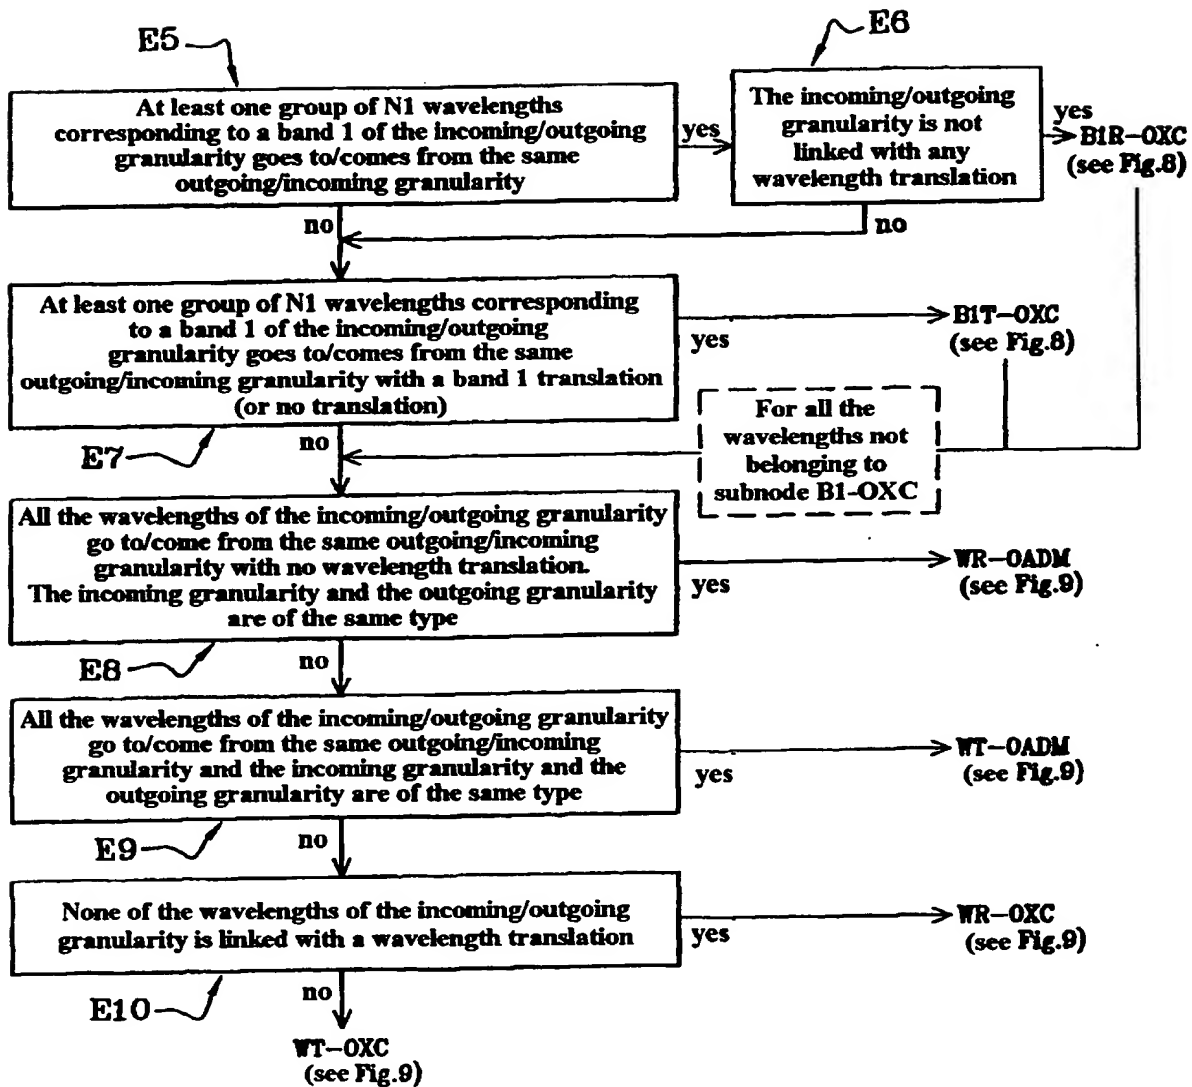 E5
E6
At least one group of N1 wavelengths
corresponding to a band 1 of the incoming/outgoing
granularity goes to/comes from the same
outgoing/incoming granularity
yes
The incoming/outgoing
granularity is not
linked with any
wavelength translation
yes
B1R-OXC
(see Fig.8)
no
no
At least one group of N1 wavelengths corresponding
to a band 1 of the incoming/outgoing
granularity goes to/comes from the same
outgoing/incoming granularity with a band 1 translation
(or no translation)
yes
B1T-OXC
(see Fig.8)
E7
no
For all the
wavelengths not
belonging to
subnode B1-OXC
All the wavelengths of the incoming/outgoing granularity
go to/come from the same outgoing/incoming
granularity with no wavelength translation.
The incoming granularity and the outgoing granularity
are of the same type
yes
WR-OADM
(see Fig.9)
E8
no
All the wavelengths of the incoming/outgoing granularity
go to/come from the same outgoing/incoming
granularity and the incoming granularity and the
outgoing granularity are of the same type
yes
WT-OADM
(see Fig.9)
E9
no
None of the wavelengths of the incoming/outgoing
granularity is linked with a wavelength translation
yes
WR-OXC
(see Fig.9)
E10
no
WT-OXC
(see Fig.9)